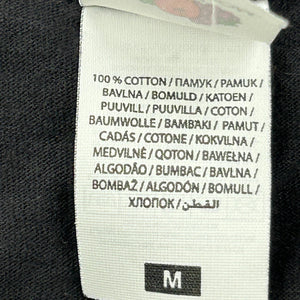 100 % COTTON / ПАМУК / PAMUK /
BAVLNA / BOMULD / KATOEN /
PUUVILL / PUUVILLA / COTON /
BAUMWOLLE / BAMBAKI / PAMUT /
CADÁS / COTONE / KOKVILNA /
MEDVILNĖ / QOTON / BAWEŁNA /
ALGODÃO / BUMBAC / BAVLNA /
BOMBAŽ / ALGODÓN / BOMULL /
ХЛОПОК / القطن
M